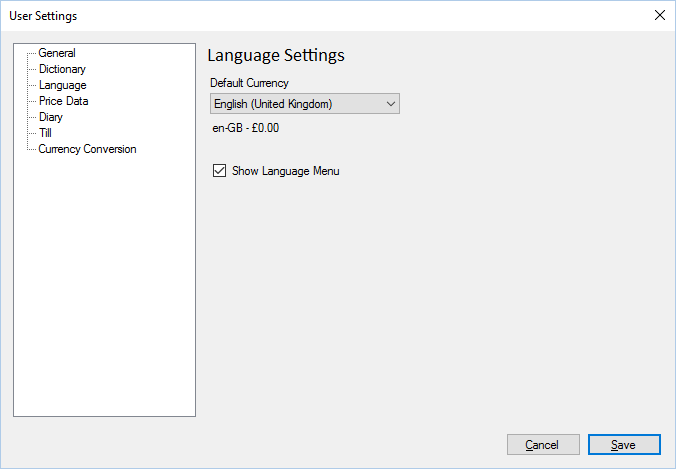 User Settings
General
Dictionary
Language
Price Data
Diary
Till
Currency Conversion
Language Settings
Default Currency
English (United Kingdom)
en-GB - £0.00
Show Language Menu
Cancel
Save